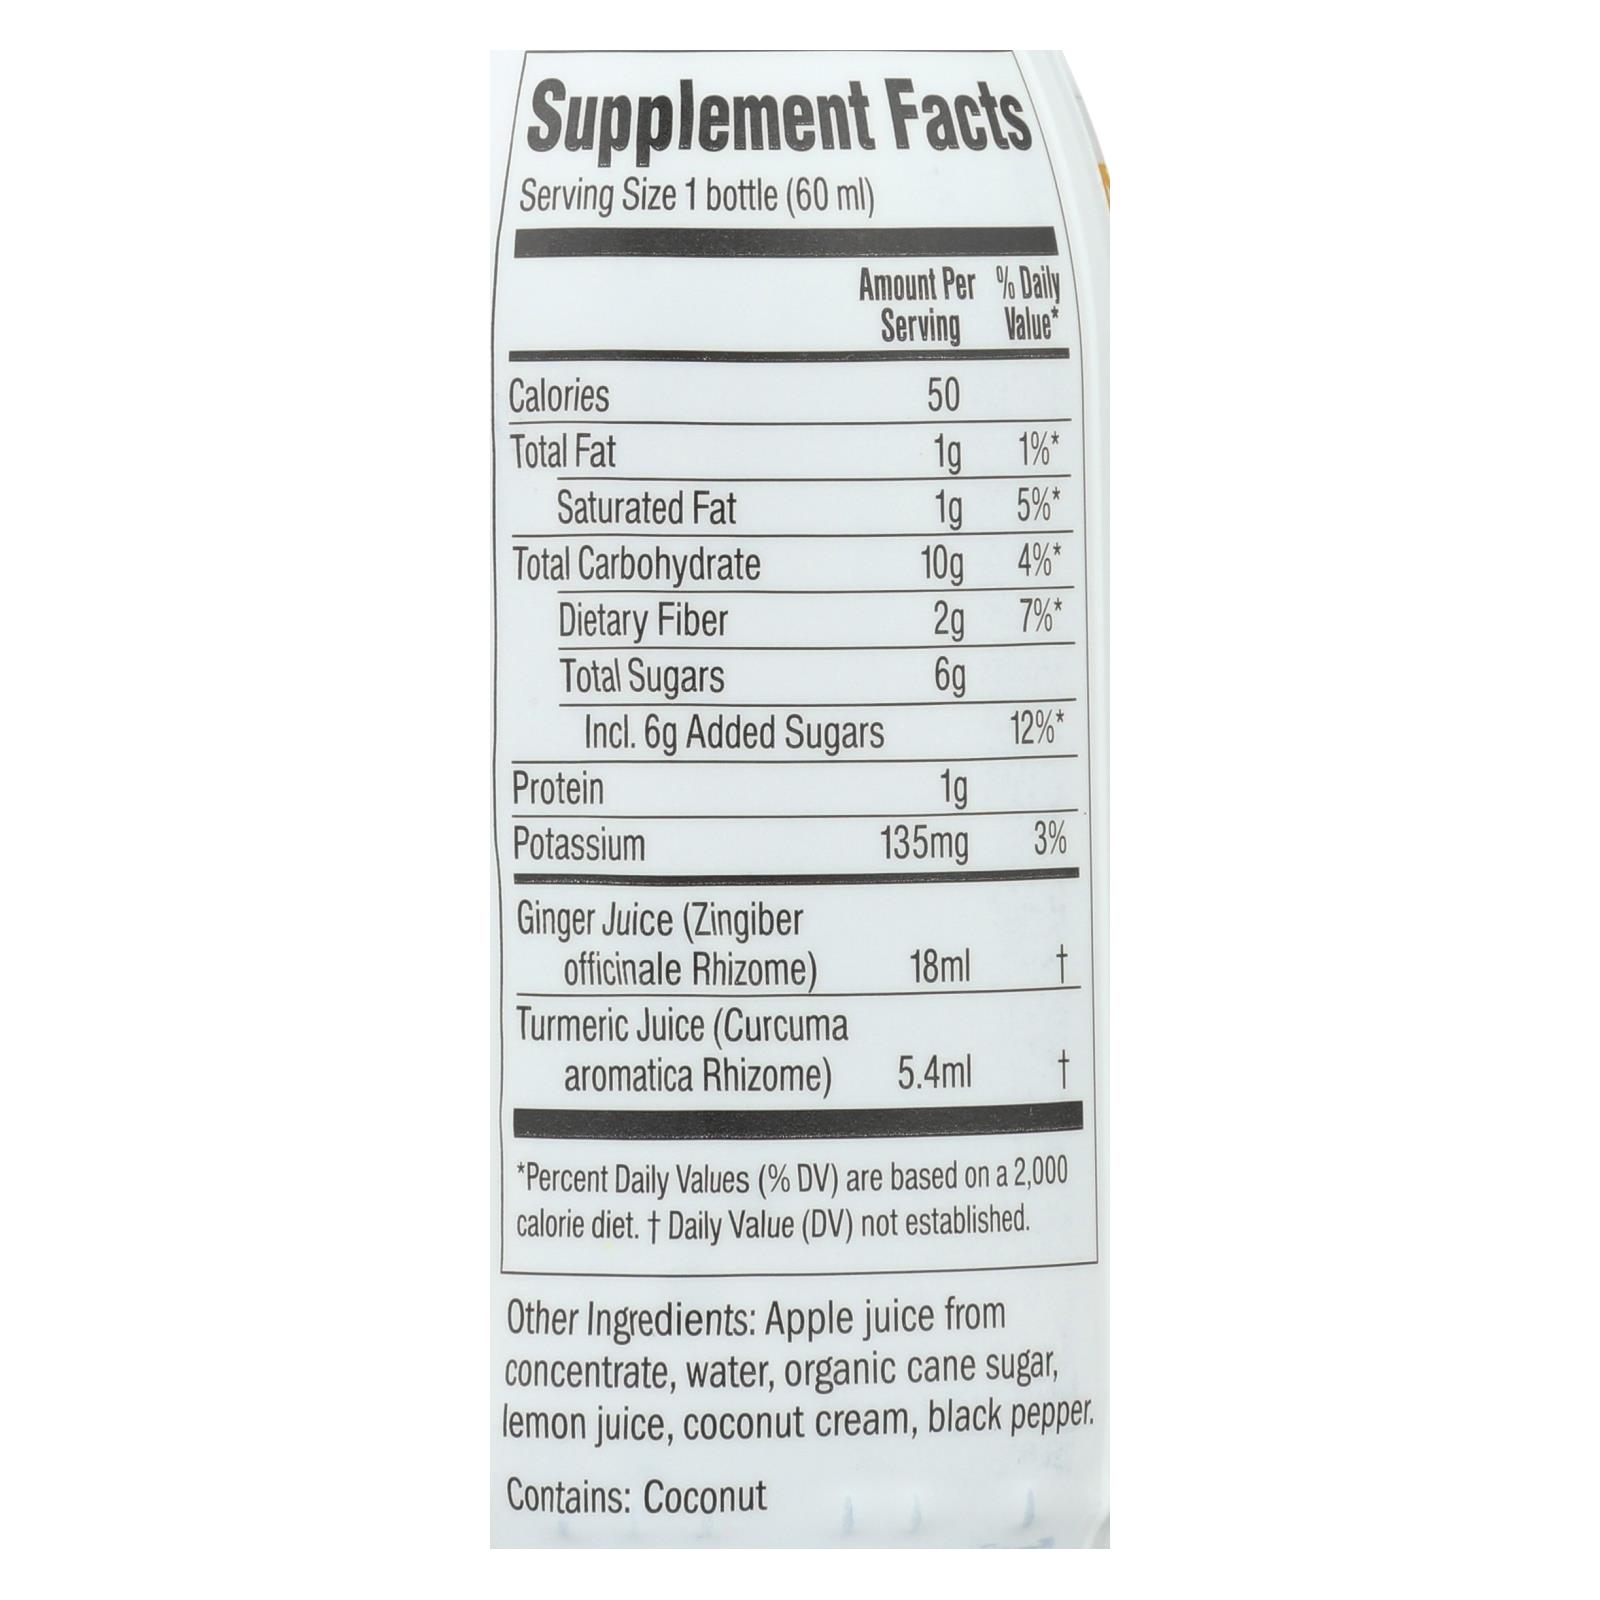 Supplement Facts
Serving Size 1 bottle (60 ml)
Amount Per % Daily
Serving Value*
Calories 50
Total Fat 1g 1%*
Saturated Fat 1g 5%*
Total Carbohydrate 10g 4%*
Dietary Fiber 2g 7%*
Total Sugars 6g
Incl. 6g Added Sugars 12%*
Protein 1g
Potassium 135mg 3%
Ginger Juice (Zingiber
officinale Rhizome) 18ml †
Turmeric Juice (Curcuma
aromatica Rhizome) 5.4ml †
*Percent Daily Values (% DV) are based on a 2,000
calorie diet. † Daily Value (DV) not established.
Other Ingredients: Apple juice from
concentrate, water, organic cane sugar,
lemon juice, coconut cream, black pepper.
Contains: Coconut